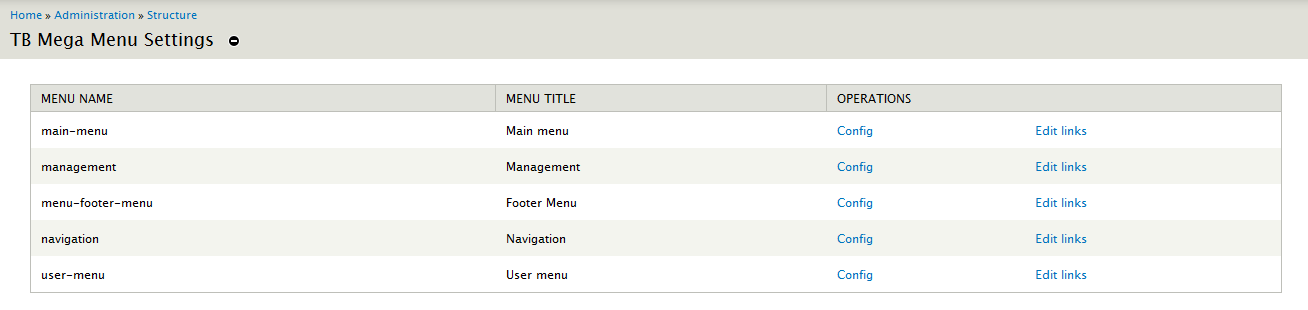 Home » Administration » Structure
TB Mega Menu Settings
MENU NAME MENU TITLE OPERATIONS
main-menu Main menu Config Edit links
management Management Config Edit links
menu-footer-menu Footer Menu Config Edit links
navigation Navigation Config Edit links
user-menu User menu Config Edit links